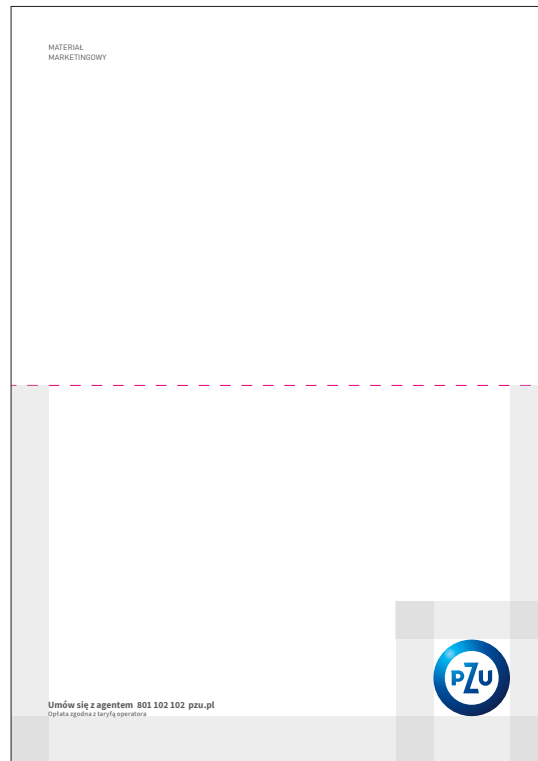 MATERIAŁ
MARKETINGOWY
PZU
Umów się z agentem 801 102 102 pzu.pl
Opłata zgodna z taryfą operatora